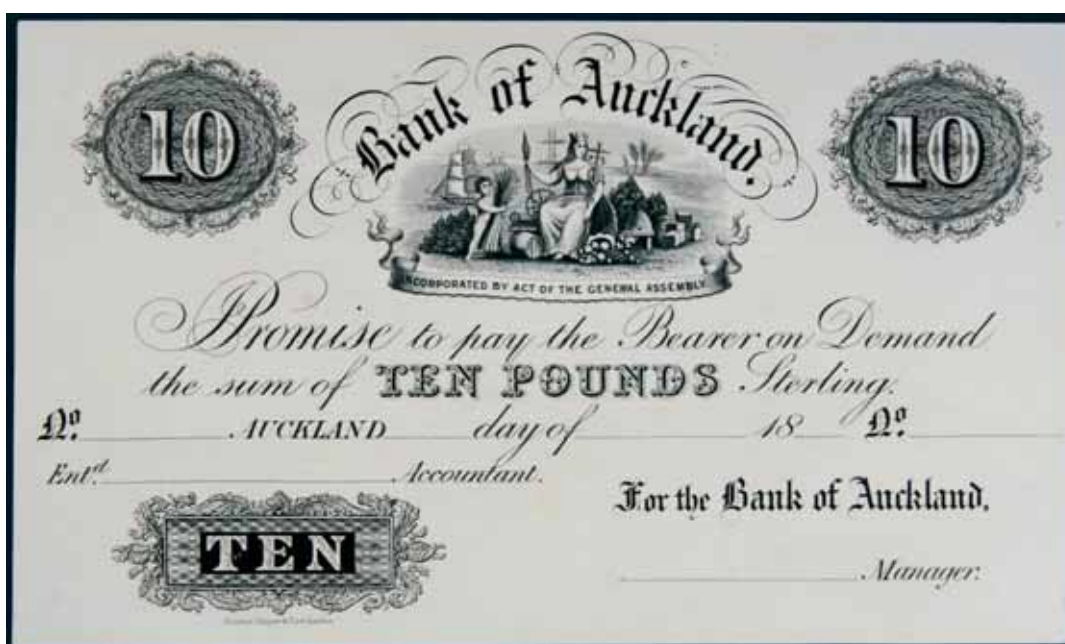 10
Bank of Auckland.
10
INCORPORATED BY ACT OF THE GENERAL ASSEMBLY.
I Promise to pay the Bearer on Demand
the sum of TEN POUNDS Sterling.
Nº AUCKLAND day of 18 Nº
Entd. Accountant.
For the Bank of Auckland,
TEN
Manager.